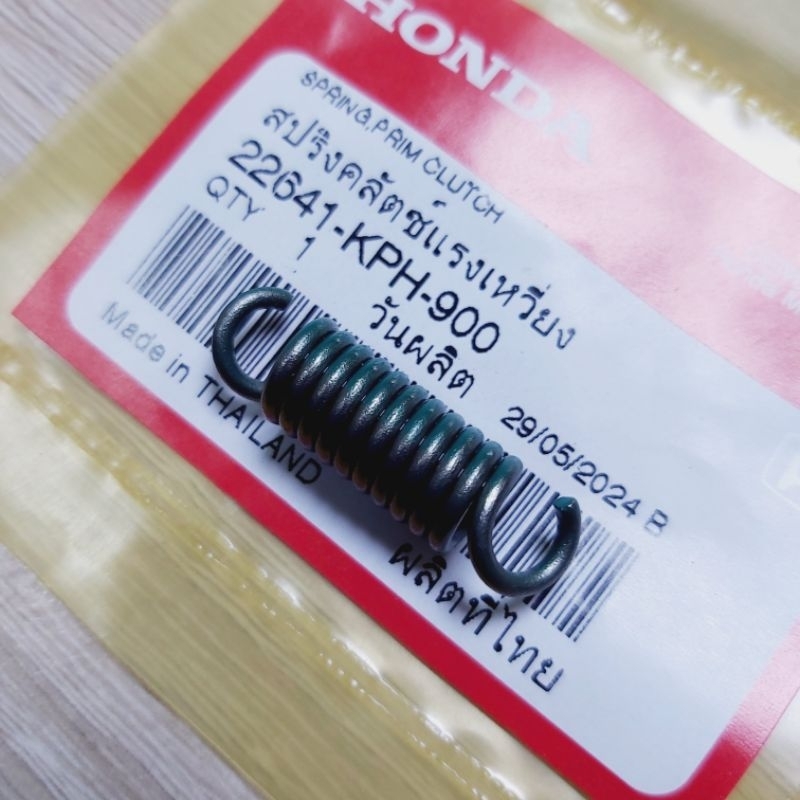 HONDA
SPRING,PRIM CLUTCH
สปริงคลัตช์แรงเหวี่ยง
22641-KPH-900
QTY 1
วันผลิต 29/05/2024 B
Made in THAILAND
ผลิตที่ไทย